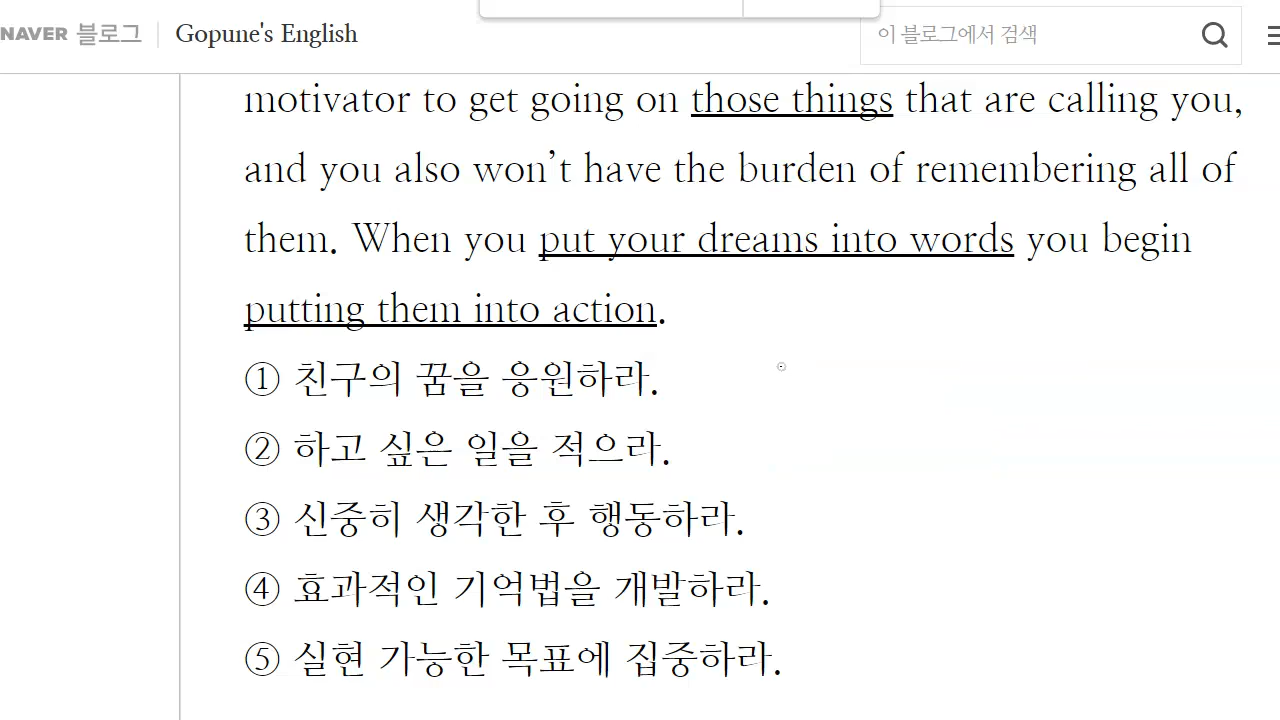 NAVER 블로그 Gopune's English 이 블로그에서 검색
motivator to get going on those things that are calling you,
and you also won't have the burden of remembering all of
them. When you put your dreams into words you begin
putting them into action.
① 친구의 꿈을 응원하라.
② 하고 싶은 일을 적으라.
③ 신중히 생각한 후 행동하라.
④ 효과적인 기억법을 개발하라.
⑤ 실현 가능한 목표에 집중하라.